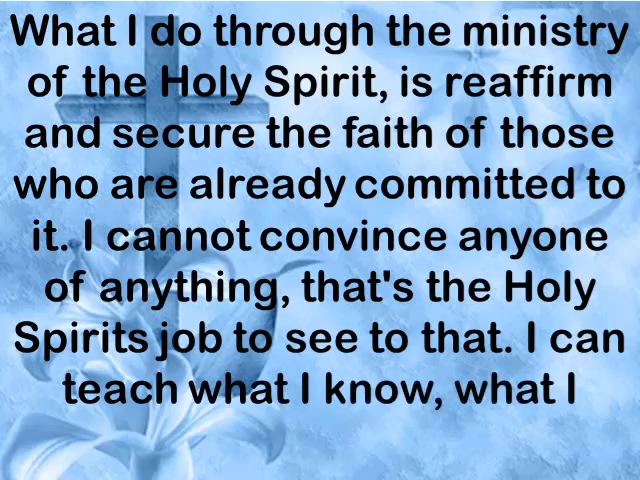 What I do through the ministry
of the Holy Spirit, is reaffirm
and secure the faith of those
who are already committed to
it. I cannot convince anyone
of anything, that's the Holy
Spirits job to see to that. I can
teach what I know, what I